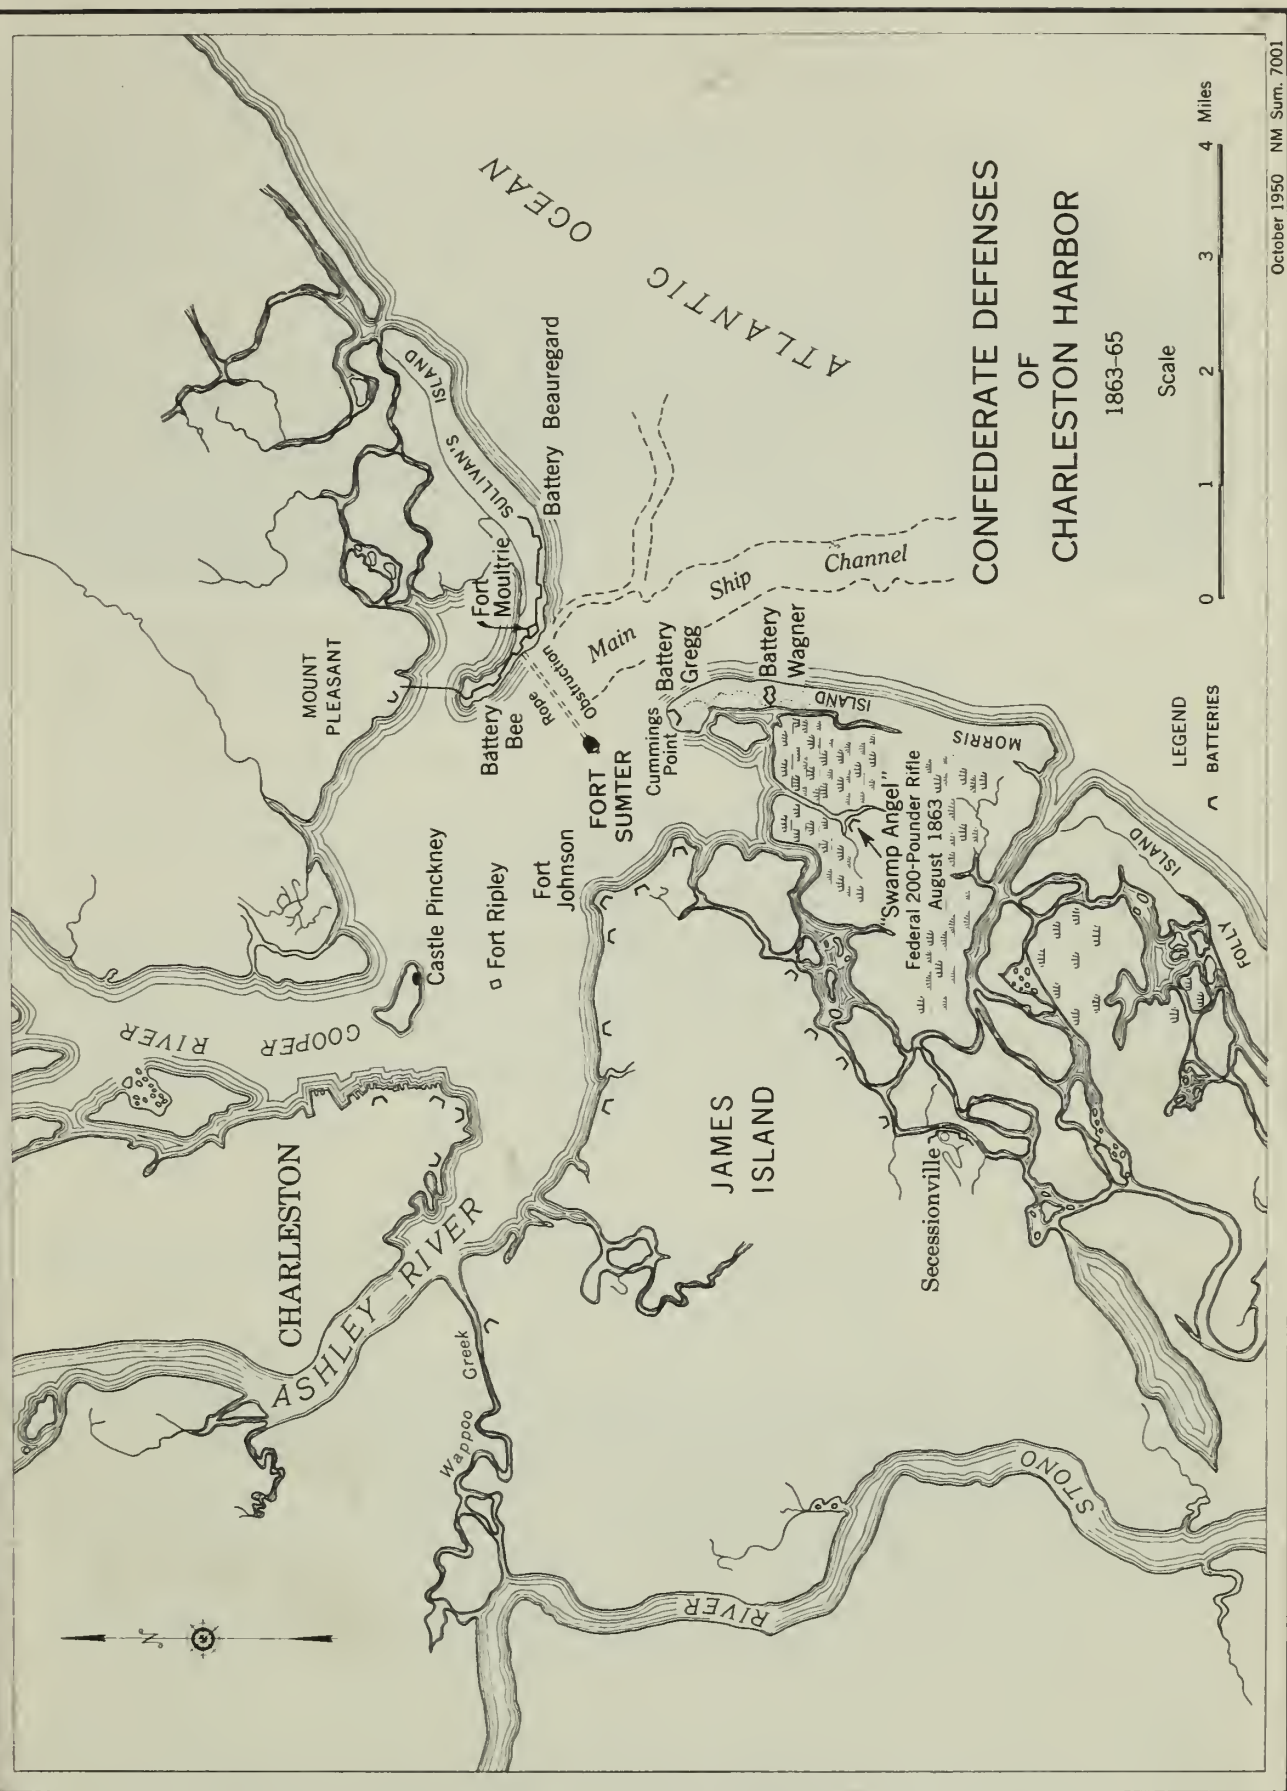 COOPER RIVER
CHARLESTON
ASHLEY RIVER
Wappoo Creek
MOUNT
PLEASANT
Castle Pinckney
Fort Ripley
Fort
Johnson
FORT
SUMTER
Battery
Bee
Rope
Obstruction
Fort
Moultrie
SULLIVAN'S ISLAND
Battery Beauregard
ATLANTIC OCEAN
Main Ship Channel
Cummings
Point
Battery
Gregg
Battery
Wagner
MORRIS ISLAND
"Swamp Angel"
Federal 200-Pounder Rifle
August 1863
JAMES
ISLAND
Secessionville
FOLLY ISLAND
STONO RIVER
N
CONFEDERATE DEFENSES
OF
CHARLESTON HARBOR
1863-65
Scale
0 1 2 3 4 Miles
LEGEND
BATTERIES
October 1950 NM Sum. 7001